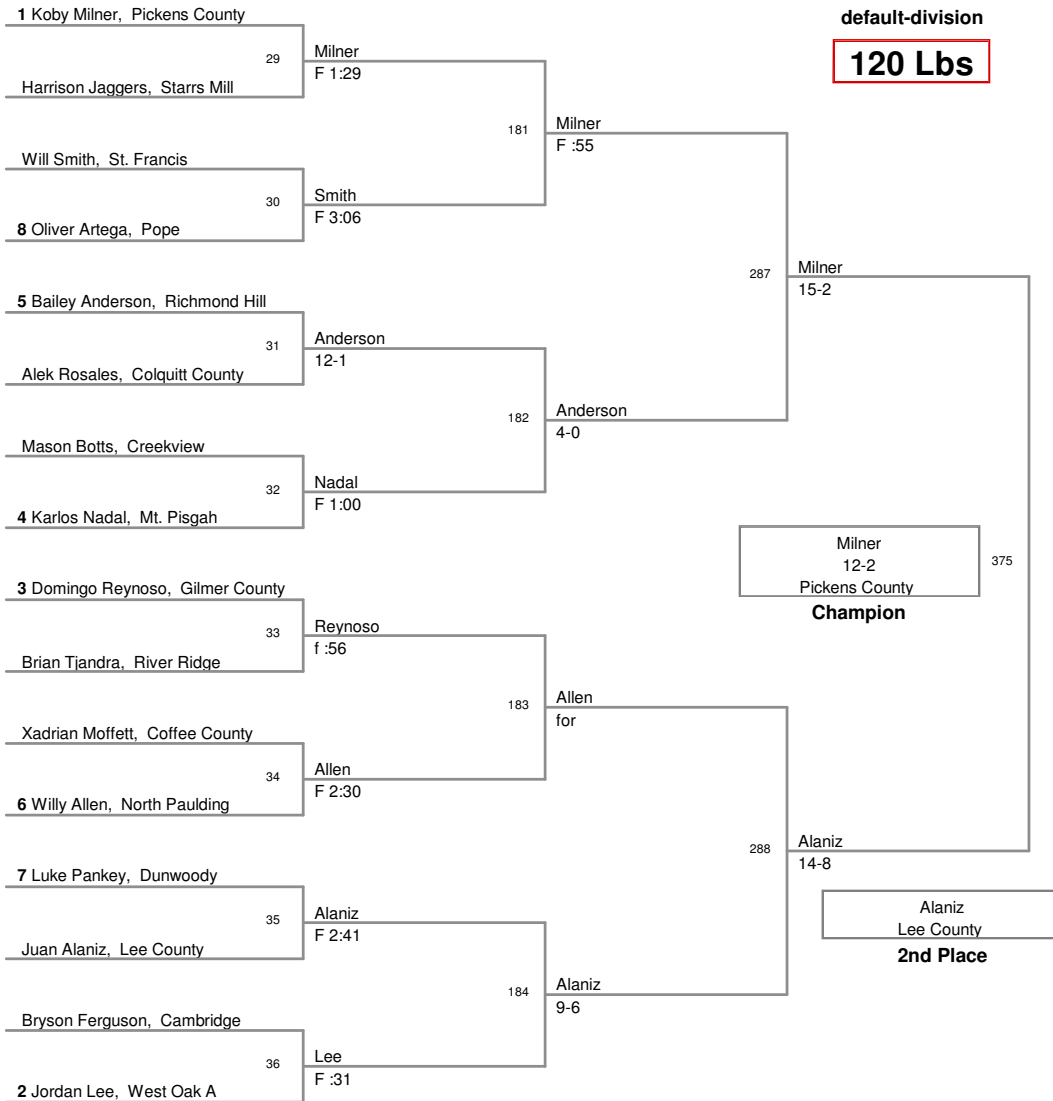 default-division
120 Lbs
1 Koby Milner, Pickens County
29
Milner
F 1:29
Harrison Jaggers, Starrs Mill
181
Milner
F :55
Will Smith, St. Francis
30
Smith
F 3:06
8 Oliver Artega, Pope
287
Milner
15-2
5 Bailey Anderson, Richmond Hill
31
Anderson
12-1
Alek Rosales, Colquitt County
182
Anderson
4-0
Mason Botts, Creekview
32
Nadal
F 1:00
4 Karlos Nadal, Mt. Pisgah
Milner
12-2
Pickens County
375
Champion
3 Domingo Reynoso, Gilmer County
33
Reynoso
f :56
Brian Tjandra, River Ridge
183
Allen
for
Xadrian Moffett, Coffee County
34
Allen
F 2:30
6 Willy Allen, North Paulding
288
Alaniz
14-8
7 Luke Pankey, Dunwoody
35
Alaniz
F 2:41
Juan Alaniz, Lee County
Alaniz
Lee County
2nd Place
184
Alaniz
9-6
Bryson Ferguson, Cambridge
36
Lee
F :31
2 Jordan Lee, West Oak A